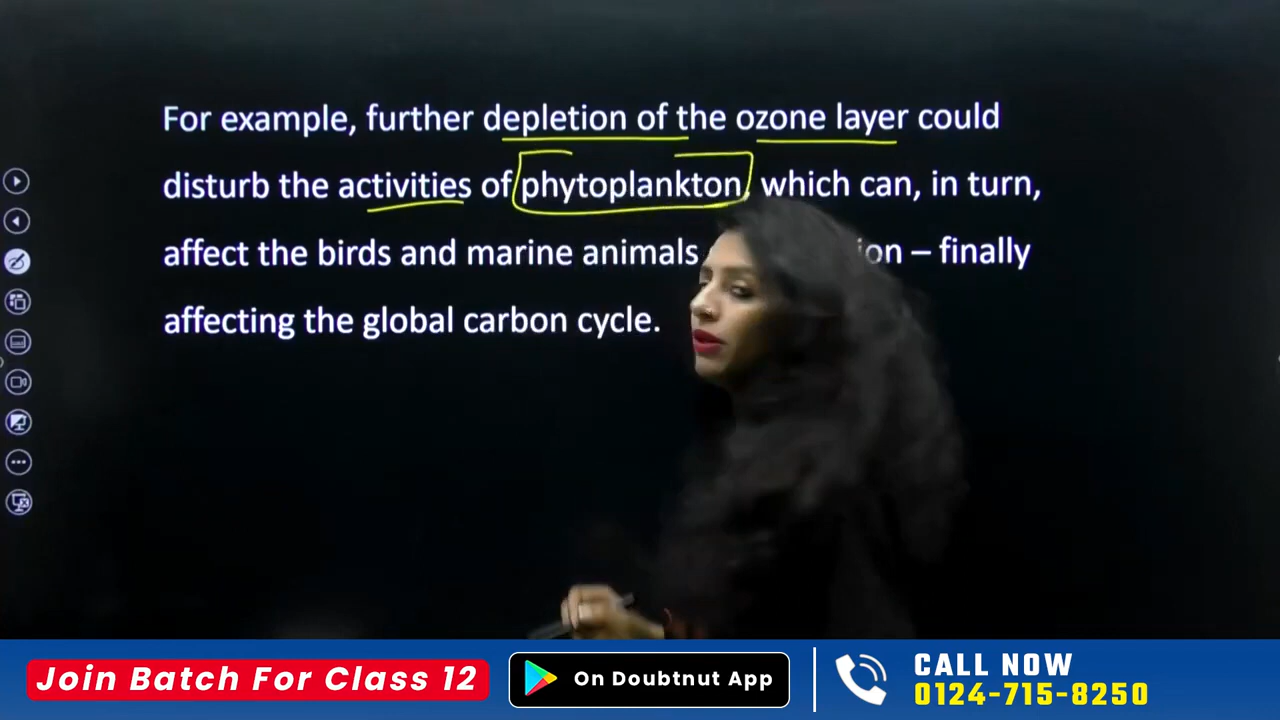 For example, further depletion of the ozone layer could
disturb the activities of phytoplankton, which can, in turn,
affect the birds and marine animals – finally
affecting the global carbon cycle.
Join Batch For Class 12
On Doubtnut App
CALL NOW
0124-715-8250